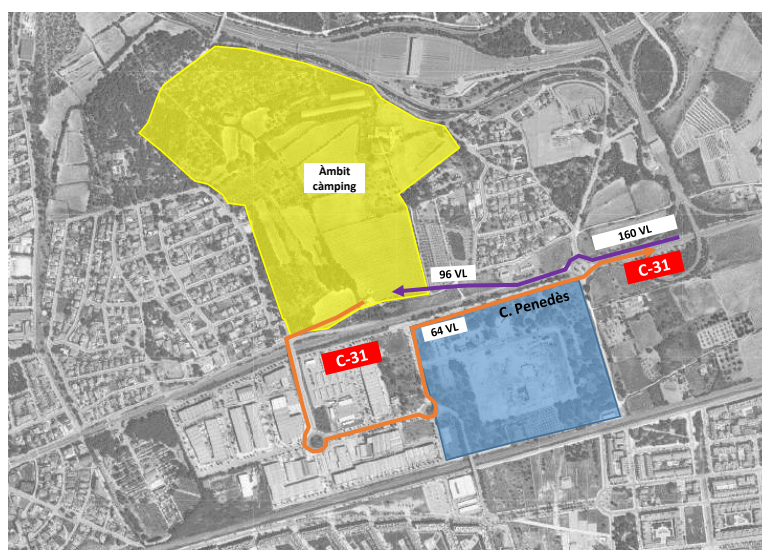 Àmbit
càmping
160 VL
96 VL
C-31
C. Penedès
64 VL
C-31